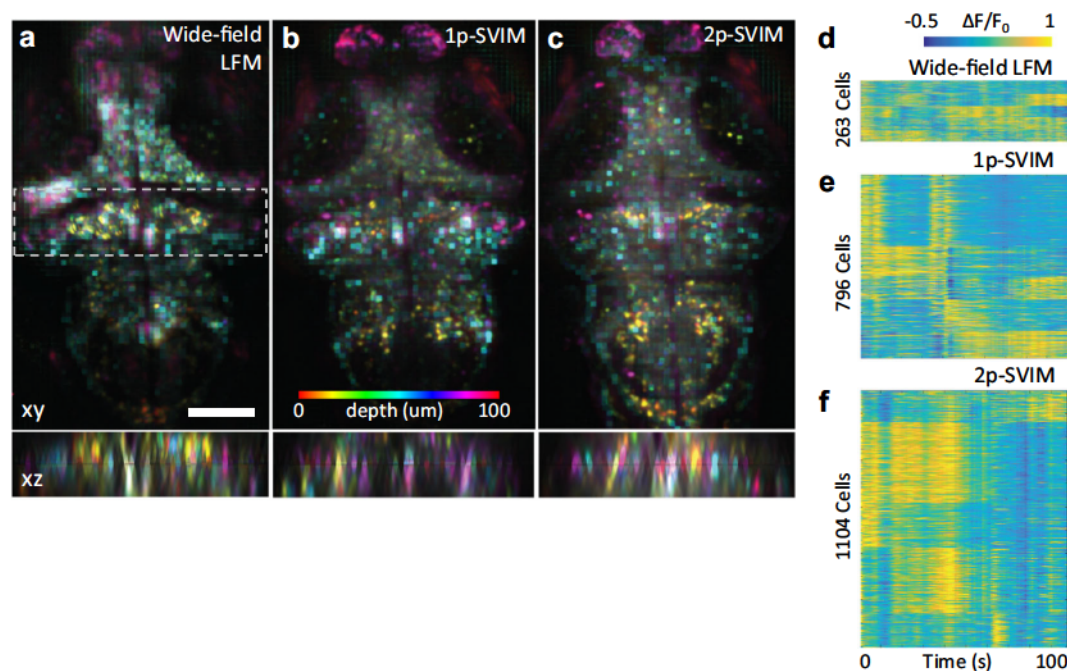 a
Wide-field
LFM
b
1p-SVIM
c
2p-SVIM
xy
0
depth (um)
100
xz
d
-0.5
ΔF/F₀
1
Wide-field LFM
263 Cells
e
1p-SVIM
796 Cells
f
2p-SVIM
1104 Cells
0
Time (s)
100